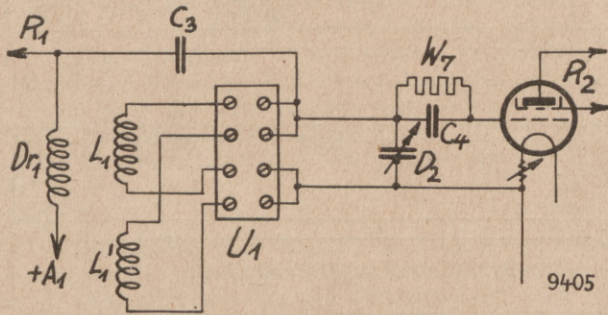 R₁
C₃
W₇
R₂
Dr₁
L₁
C₄
D₂
L₁'
U₁
+A₁
9405